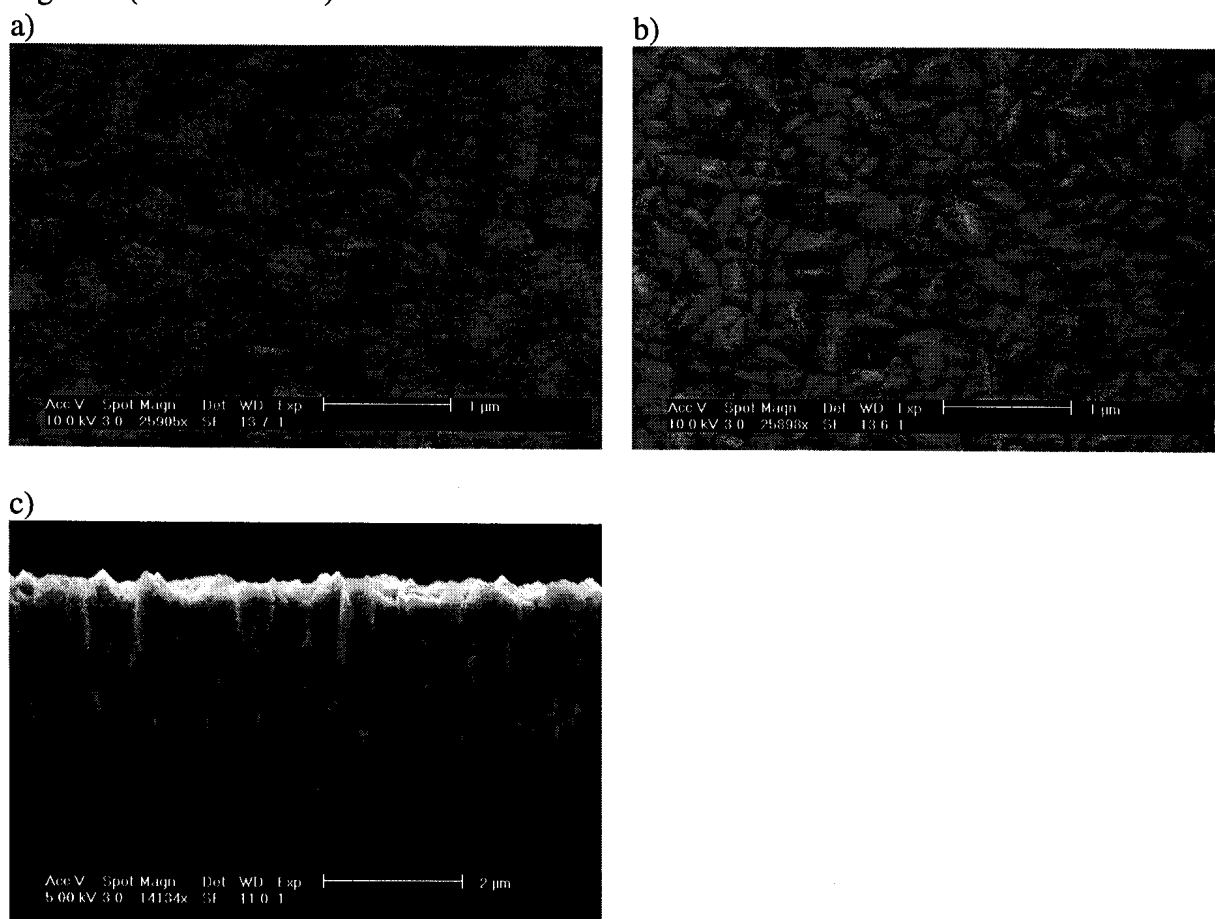 a)
b)
Acc.V Spot Magn Det WD Exp 1 µm
10.0 kV 3.0 25905x SE 13.7 1
Acc.V Spot Magn Det WD Exp 1 µm
10.0 kV 3.0 25898x SE 13.6 1
c)
Acc.V Spot Magn Det WD Exp 2 µm
5.00 kV 3.0 14134x SE 11.0 1